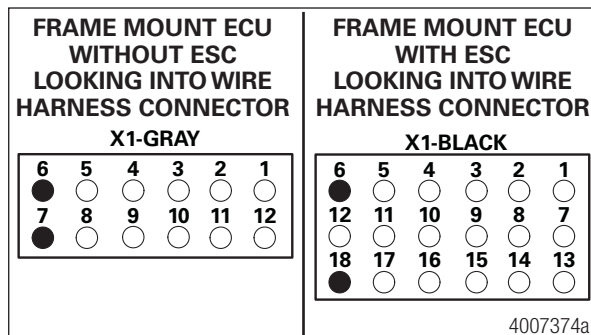 FRAME MOUNT ECU
WITHOUT ESC
LOOKING INTO WIRE
HARNESS CONNECTOR
X1-GRAY
6 5 4 3 2 1
7 8 9 10 11 12
FRAME MOUNT ECU
WITH ESC
LOOKING INTO WIRE
HARNESS CONNECTOR
X1-BLACK
6 5 4 3 2 1
12 11 10 9 8 7
18 17 16 15 14 13
4007374a